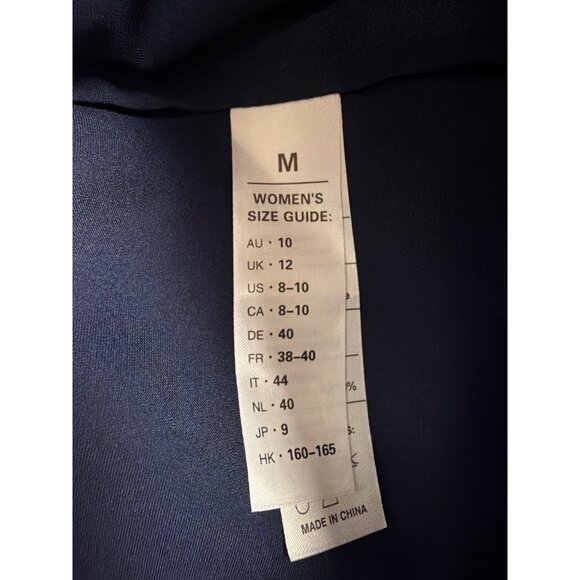 M
WOMEN'S
SIZE GUIDE:
AU • 10
UK • 12
US • 8–10
CA • 8–10
DE • 40
FR • 38–40
IT • 44
NL • 40
JP • 9
HK • 160–165
%
s:
MADE IN CHINA